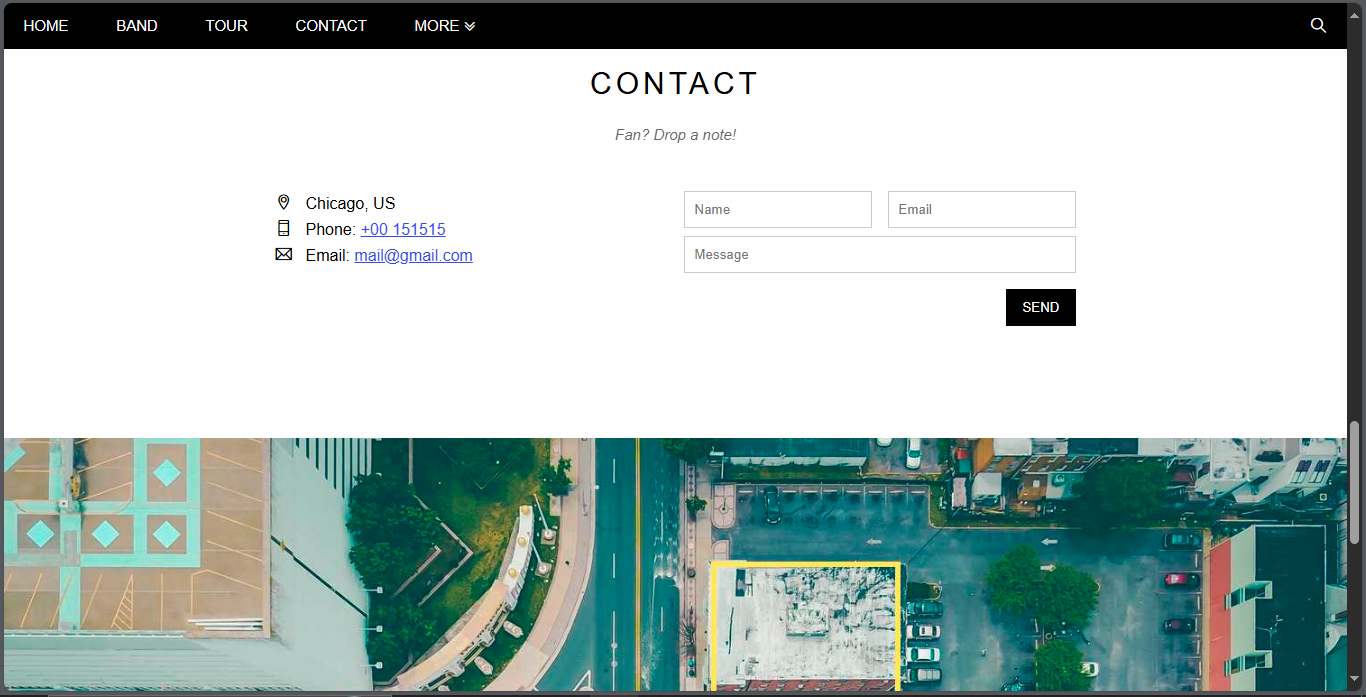 HOME BAND TOUR CONTACT MORE
CONTACT
Fan? Drop a note!
Chicago, US
Phone: +00 151515
Email: mail@gmail.com
Name Email
Message
SEND